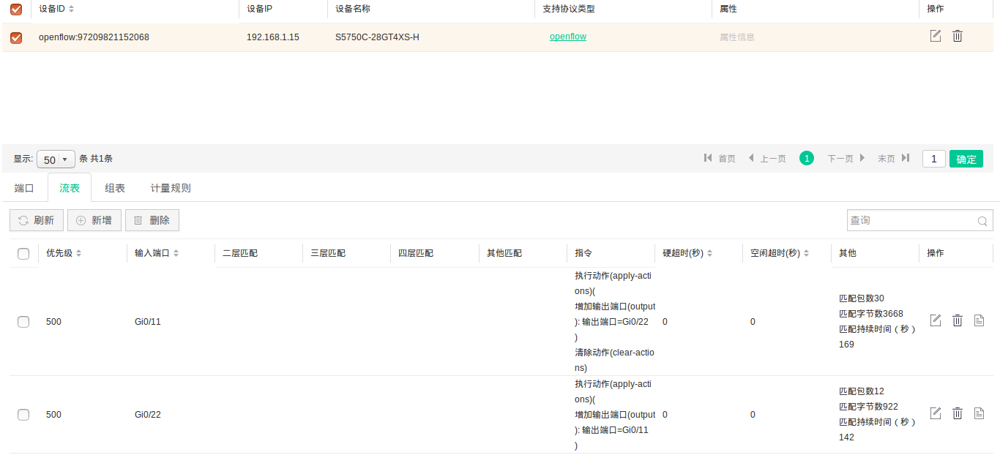 设备ID 设备IP 设备名称 支持协议类型 属性 操作
openflow:97209821152068 192.168.1.15 S5750C-28GT4XS-H openflow 属性信息
显示: 50 条 共1条 首页 上一页 1 下一页 末页 1 确定
端口 流表 组表 计量规则
刷新 新增 删除 查询
优先级 输入端口 二层匹配 三层匹配 四层匹配 其他匹配 指令 硬超时(秒) 空闲超时(秒) 其他 操作
500 Gi0/11
执行动作(apply-acti
ons)(
增加输出端口(output
): 输出端口=Gi0/22
)
清除动作(clear-actio
ns)
0 0
匹配包数30
匹配字节数3668
匹配持续时间（秒）
169
500 Gi0/22
执行动作(apply-acti
ons)(
增加输出端口(output
): 输出端口=Gi0/11
)
0 0
匹配包数12
匹配字节数922
匹配持续时间（秒）
142